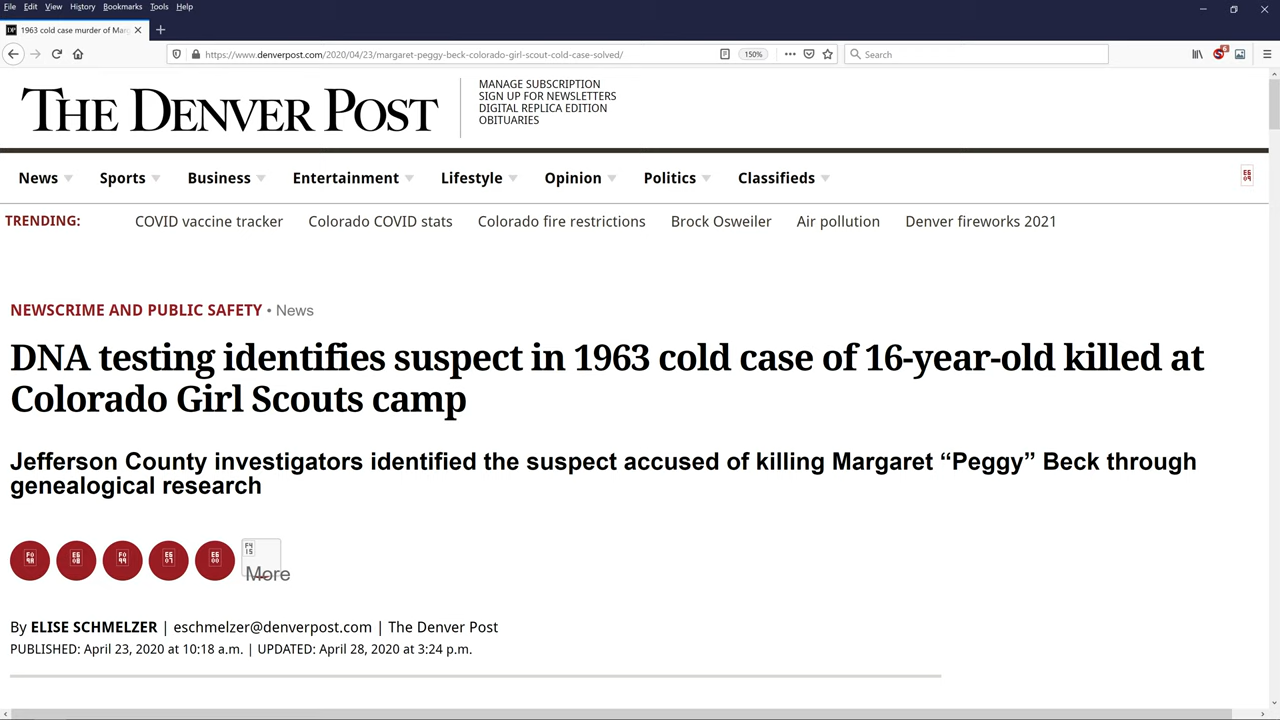 File Edit View History Bookmarks Tools Help
DP 1963 cold case murder of Marg
https://www.denverpost.com/2020/04/23/margaret-peggy-beck-colorado-girl-scout-cold-case-solved/ 150% Search 6
THE DENVER POST
MANAGE SUBSCRIPTION
SIGN UP FOR NEWSLETTERS
DIGITAL REPLICA EDITION
OBITUARIES
News Sports Business Entertainment Lifestyle Opinion Politics Classifieds
TRENDING: COVID vaccine tracker Colorado COVID stats Colorado fire restrictions Brock Osweiler Air pollution Denver fireworks 2021
NEWSCRIME AND PUBLIC SAFETY • News
DNA testing identifies suspect in 1963 cold case of 16-year-old killed at
Colorado Girl Scouts camp
Jefferson County investigators identified the suspect accused of killing Margaret “Peggy” Beck through
genealogical research
More
By ELISE SCHMELZER | eschmelzer@denverpost.com | The Denver Post
PUBLISHED: April 23, 2020 at 10:18 a.m. | UPDATED: April 28, 2020 at 3:24 p.m.